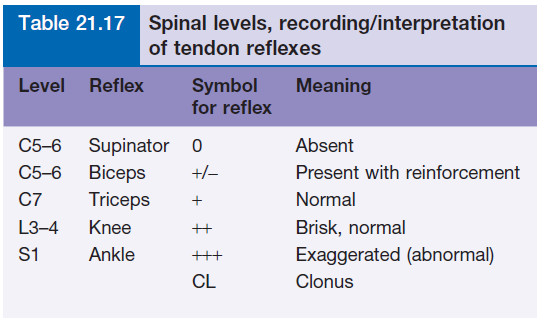 Table 21.17 Spinal levels, recording/interpretation
of tendon reflexes
Level Reflex Symbol Meaning
for reflex
C5–6 Supinator 0 Absent
C5–6 Biceps +/– Present with reinforcement
C7 Triceps + Normal
L3–4 Knee ++ Brisk, normal
S1 Ankle +++ Exaggerated (abnormal)
CL Clonus